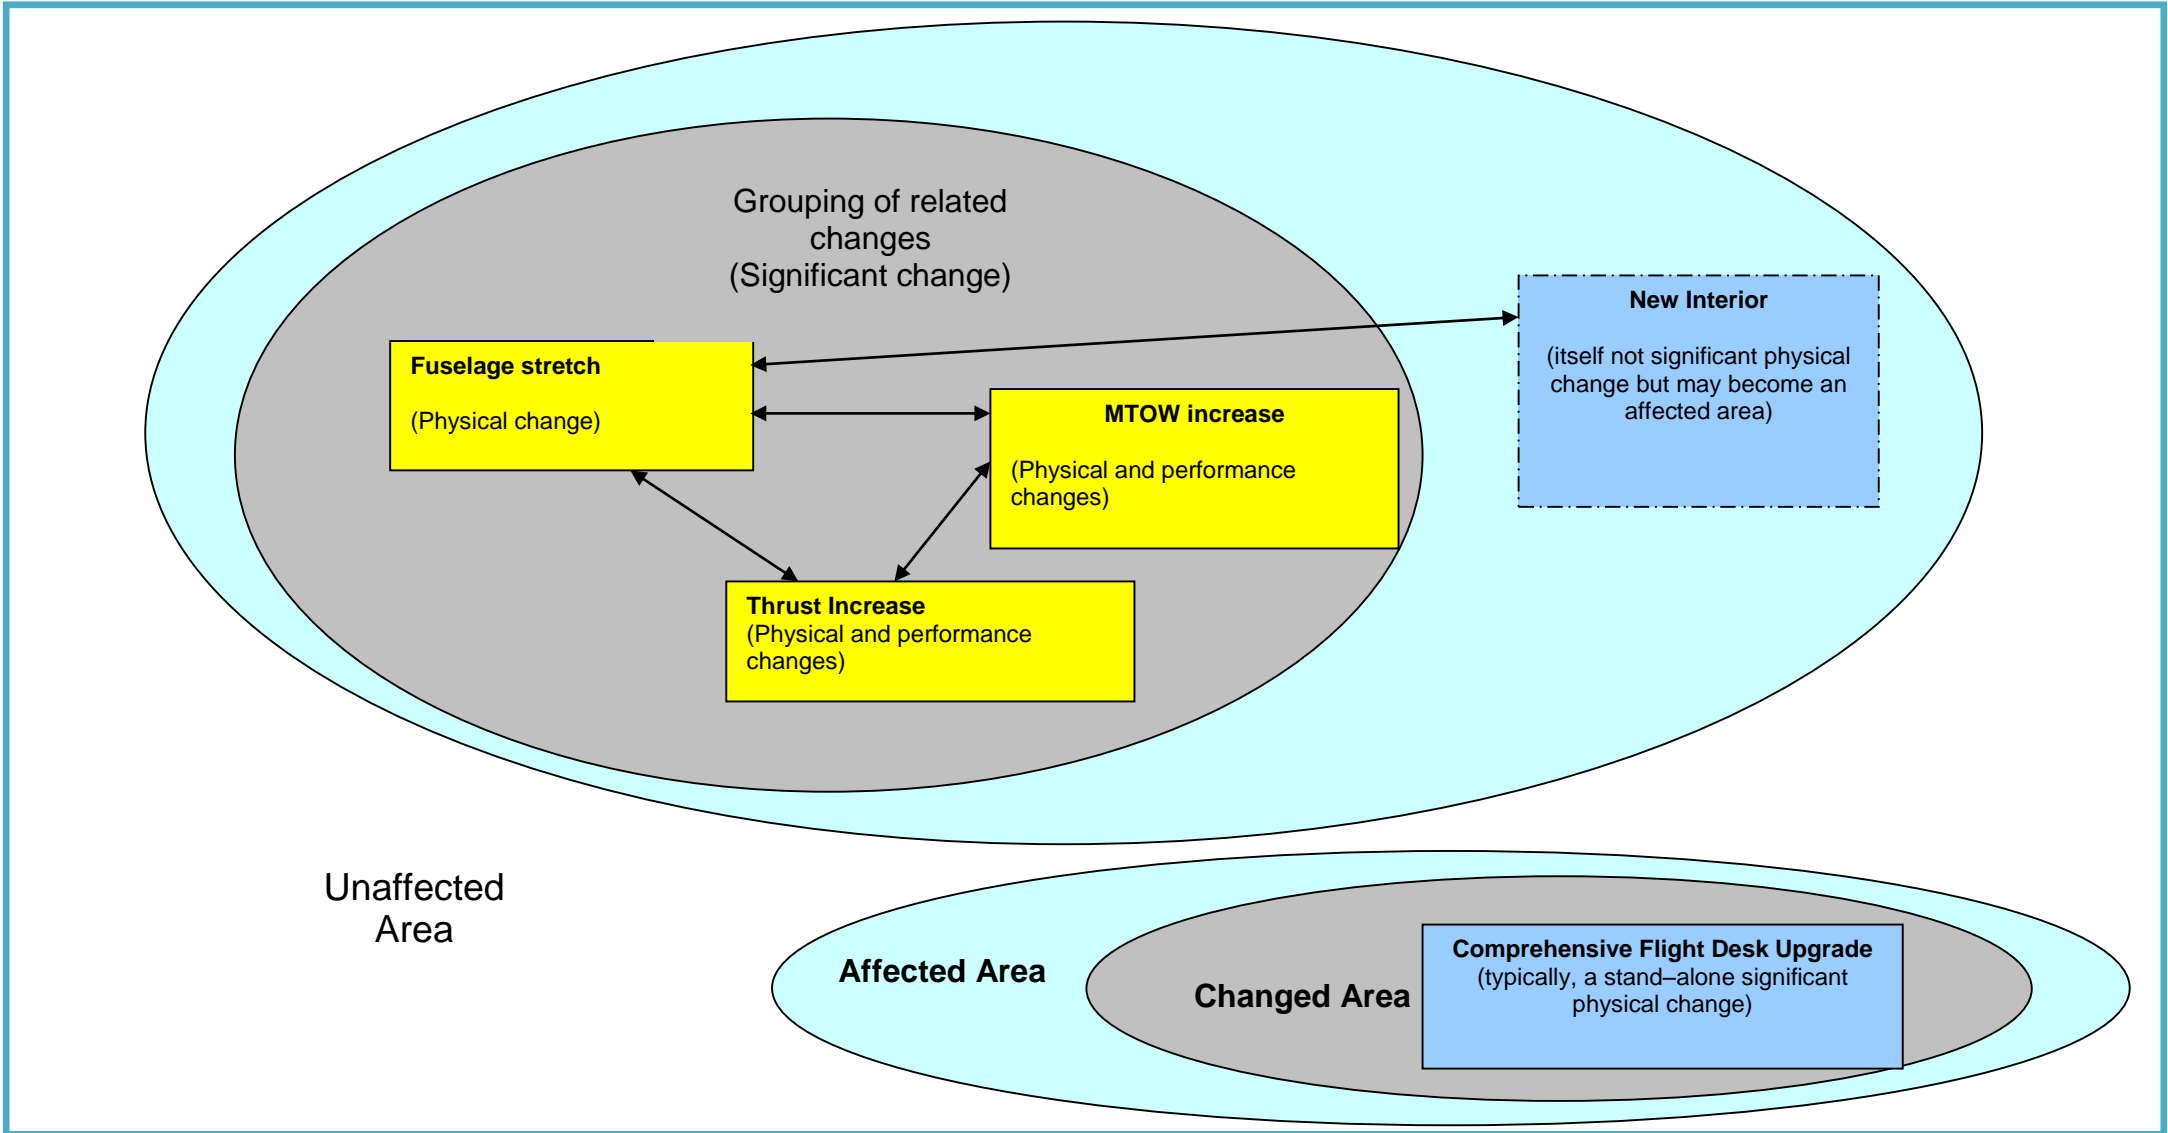 Grouping of related
changes
(Significant change)
New Interior
(itself not significant physical
change but may become an
affected area)
Fuselage stretch
(Physical change)
MTOW increase
(Physical and performance
changes)
Thrust Increase
(Physical and performance
changes)
Unaffected
Area
Affected Area
Changed Area
Comprehensive Flight Desk Upgrade
(typically, a stand–alone significant
physical change)